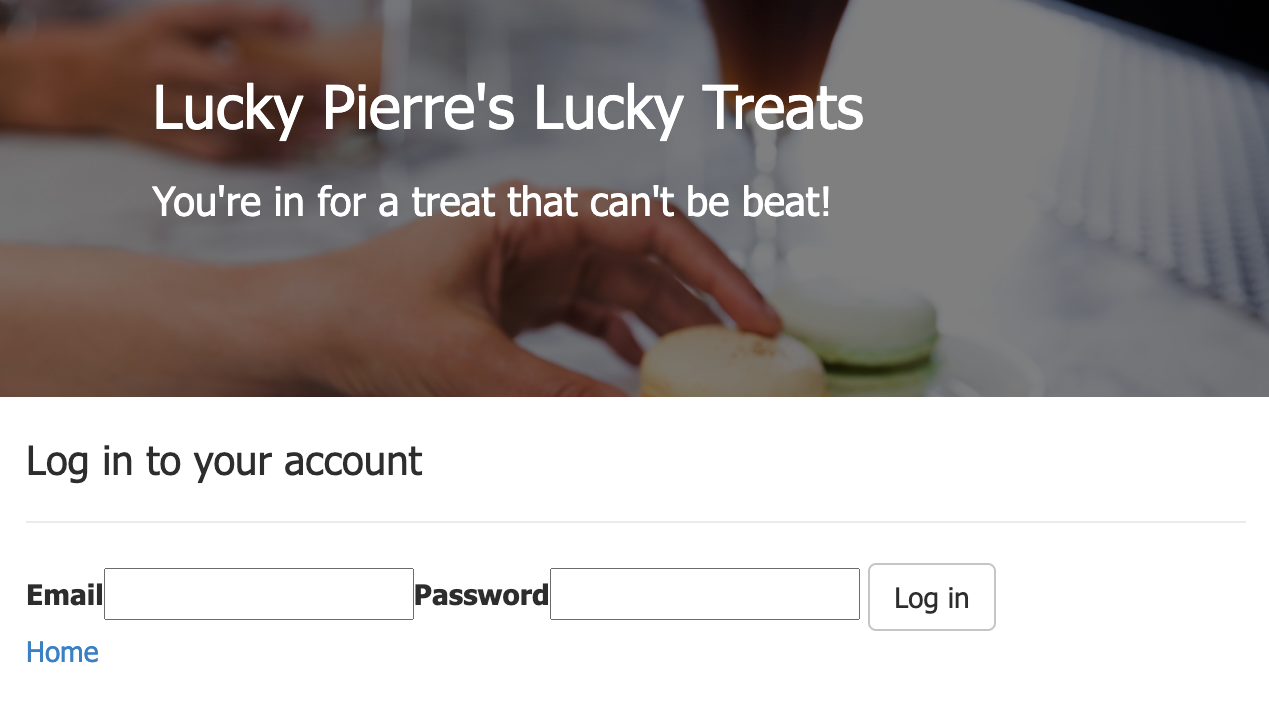 Lucky Pierre's Lucky Treats
You're in for a treat that can't be beat!
Log in to your account
Email Password Log in
Home